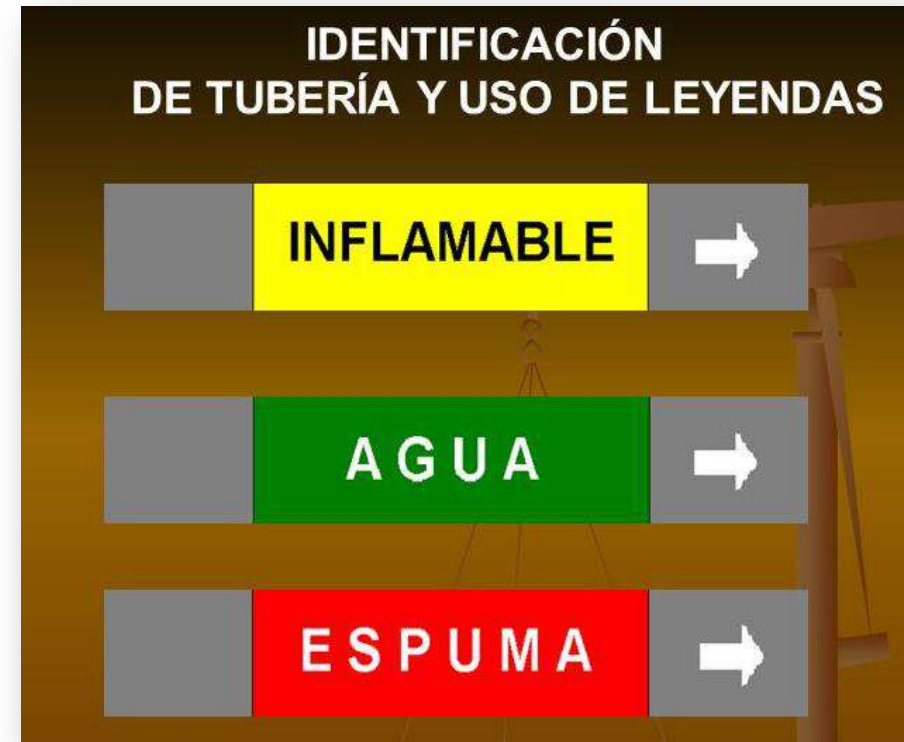 IDENTIFICACIÓN
DE TUBERÍA Y USO DE LEYENDAS
INFLAMABLE
A G U A
E S P U M A